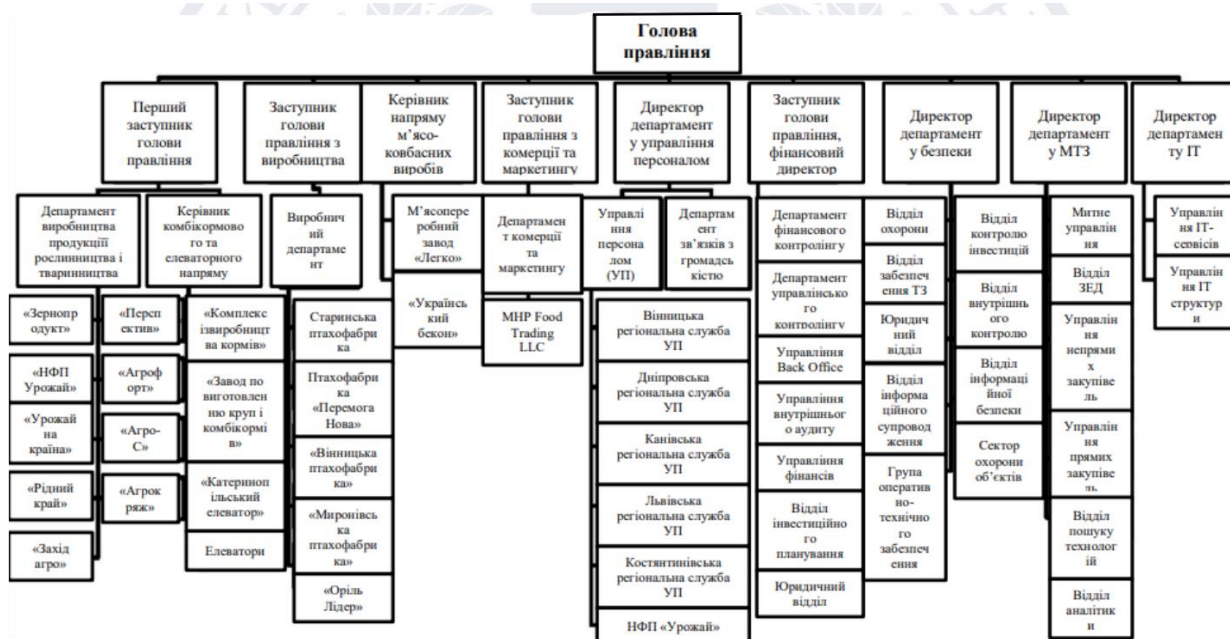 Голова
правління
Перший
заступник
голови
правління
Заступник
голови
правління з
виробництва
Керівник
напряму
м’ясо-
ковбасних
виробів
Заступник
голови
правління з
комерції та
маркетингу
Директор
департамент
у управління
персоналом
Заступник
голови
правління,
фінансовий
директор
Директор
департамент
у безпеки
Директор
департамент
у МТЗ
Директор
департаме
нту ІТ
Департамент
виробництва
продукціїї
рослинництва і
тваринництва
Керівник
комбікормовог
о та
елеваторного
напряму
Виробнич
ий
департаме
нт
М’ясопере
робний
завод
«Легко»
«Українсь
кий
бекон»
Департамен
т комерції
та
маркетингу
MHP Food
Trading
LLC
Управлі
ння
персона
лом
(УП)
Департам
ент
зв’язків з
громадсь
кістю
Департамент
фінансового
контролінгу
Департамент
управлінсько
го
контролінгу
Управління
Back Office
Управління
внутрішньог
о аудиту
Управління
фінансів
Відділ
інвестиційно
го
планування
Юридичний
відділ
Відділ
охорони
Відділ
забезпече
ння ТЗ
Юридич
ний
відділ
Відділ
інформа
ційного
супровод
ження
Група
оператив
но-
технічно
го
забезпеч
ення
Відділ
контролю
інвестицій
Відділ
внутрішнь
ого
контролю
Відділ
інформаці
йної
безпеки
Сектор
охорони
об’єктів
Митне
управлін
ня
Відділ
ЗЕД
Управлін
ня
непрями
х
закупіве
ль
Управлін
ня
прямих
закупіве
ль
Відділ
пошуку
технолог
ій
Відділ
аналітик
и
Управлін
ня ІТ-
сервісів
Управлін
ня ІТ
структур
и
«Зернопр
одукт»
«НФП
Урожай»
«Урожай
на
країна»
«Рідний
край»
«Захід
агро»
«Персп
ектив»
«Агроф
орт»
«Агро-
С»
«Агрок
ряж»
«Комплекс
ізвиробницт
ва кормів»
«Завод по
виготовлен
ню круп і
комбікормі
в»
«Катериноп
ільський
елеватор»
Елеватори
Старинська
птахофабри
ка
Птахофабри
ка
«Перемога
Нова»
«Вінницька
птахофабри
ка»
«Миронівсь
ка
птахофабри
ка»
«Оріль
Лідер»
Вінницька
регіональна служба
УП
Дніпровська
регіональна служба
УП
Канівська
регіональна служба
УП
Львівська
регіональна служба
УП
Костянтинівська
регіональна служба
УП
НФП «Урожай»